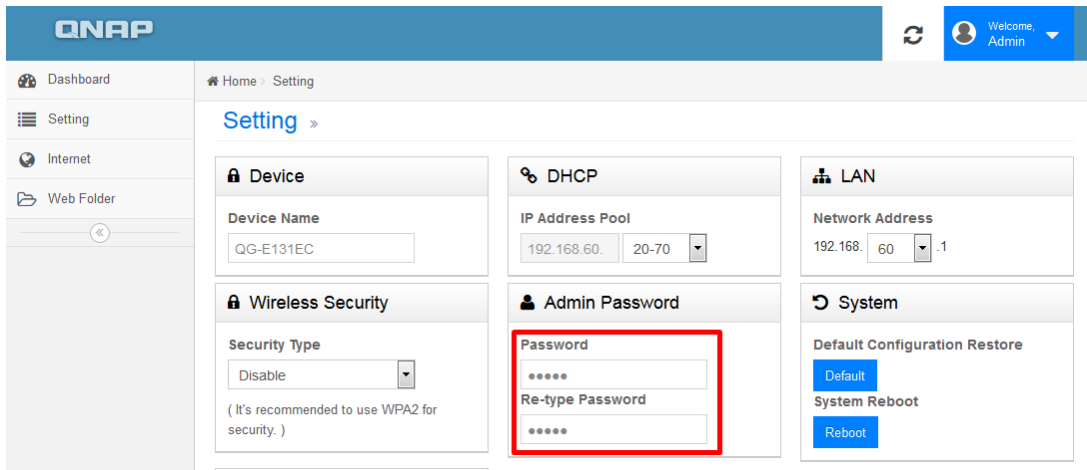 QNAP
Welcome,
Admin
Dashboard
Setting
Internet
Web Folder
Home > Setting
Setting »
Device
Device Name
QG-E131EC
DHCP
IP Address Pool
192.168.60. 20-70
LAN
Network Address
192.168. 60 .1
Wireless Security
Security Type
Disable
( It's recommended to use WPA2 for
security. )
Admin Password
Password
•••••
Re-type Password
•••••
System
Default Configuration Restore
Default
System Reboot
Reboot